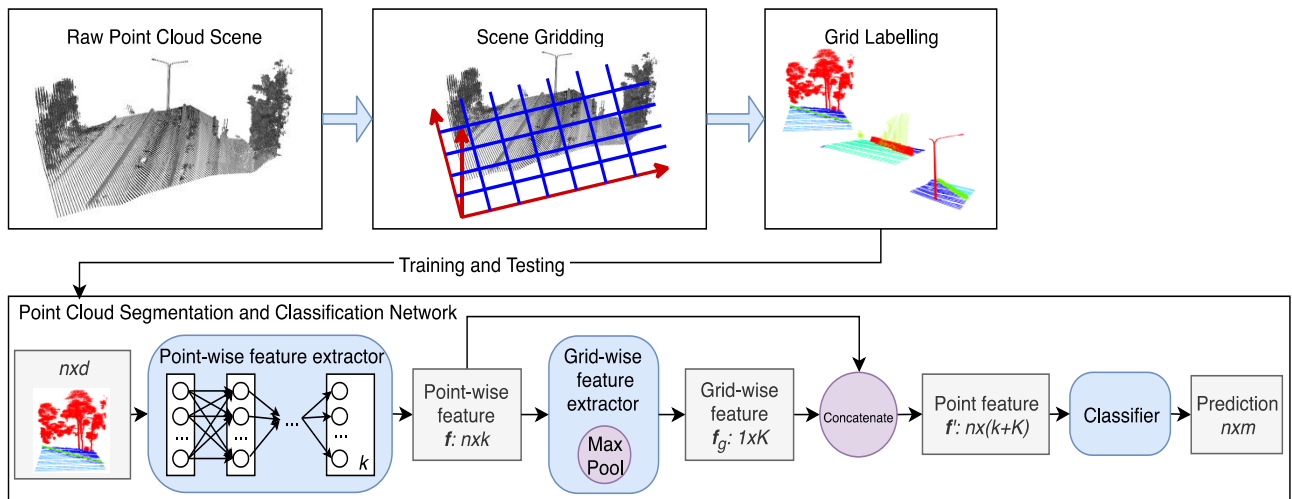 Raw Point Cloud Scene
Scene Gridding
Grid Labelling
Training and Testing
Point Cloud Segmentation and Classification Network
nxd
Point-wise feature extractor
...
...
...
...
k
Point-wise
feature
f: nxk
Grid-wise
feature
extractor
Max
Pool
Grid-wise
feature
f_g: 1xK
Concatenate
Point feature
f': nx(k+K)
Classifier
Prediction
nxm